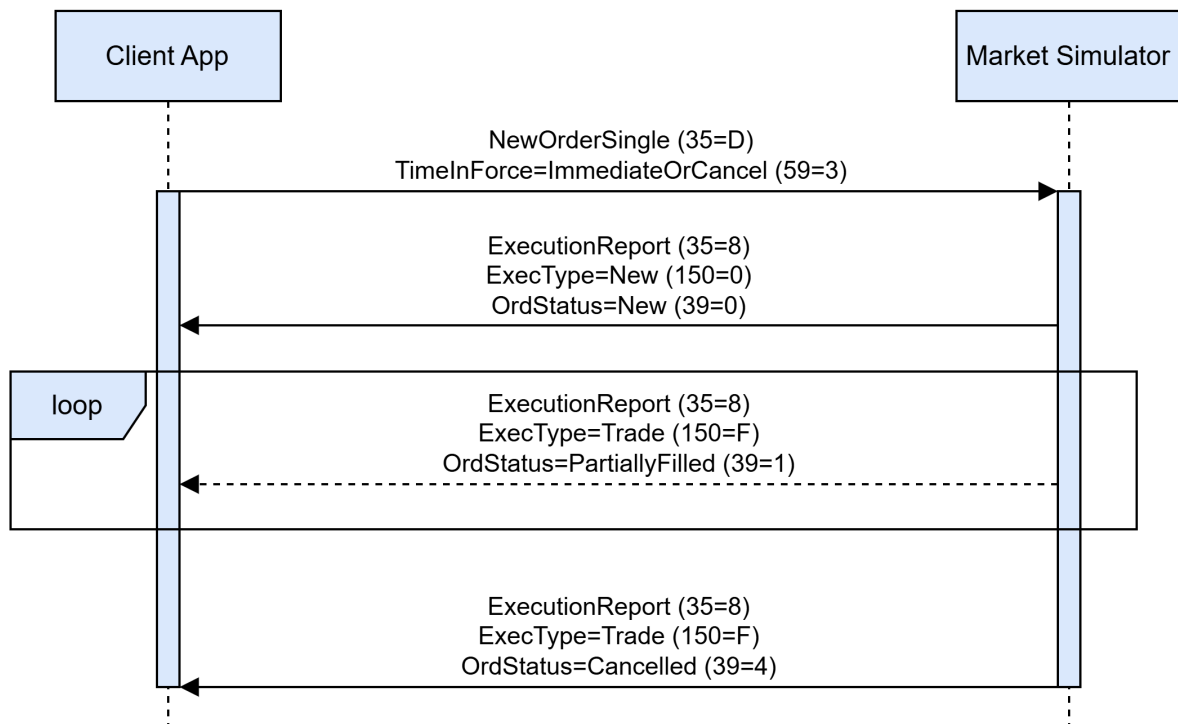 Client App
Market Simulator
NewOrderSingle (35=D)
TimeInForce=ImmediateOrCancel (59=3)
ExecutionReport (35=8)
ExecType=New (150=0)
OrdStatus=New (39=0)
loop
ExecutionReport (35=8)
ExecType=Trade (150=F)
OrdStatus=PartiallyFilled (39=1)
ExecutionReport (35=8)
ExecType=Trade (150=F)
OrdStatus=Cancelled (39=4)